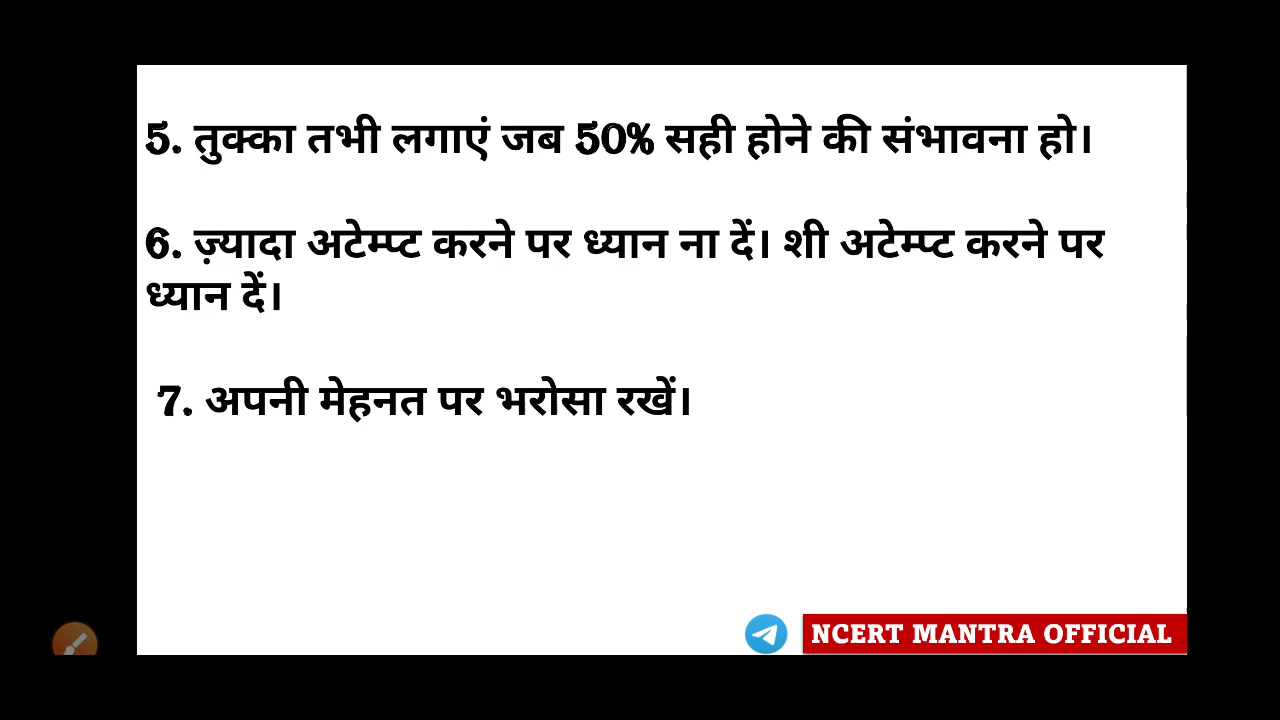 5. तुक्का तभी लगाएं जब 50% सही होने की संभावना हो।
6. ज़्यादा अटेम्प्ट करने पर ध्यान ना दें। शी अटेम्प्ट करने पर
ध्यान दें।
7. अपनी मेहनत पर भरोसा रखें।
NCERT MANTRA OFFICIAL